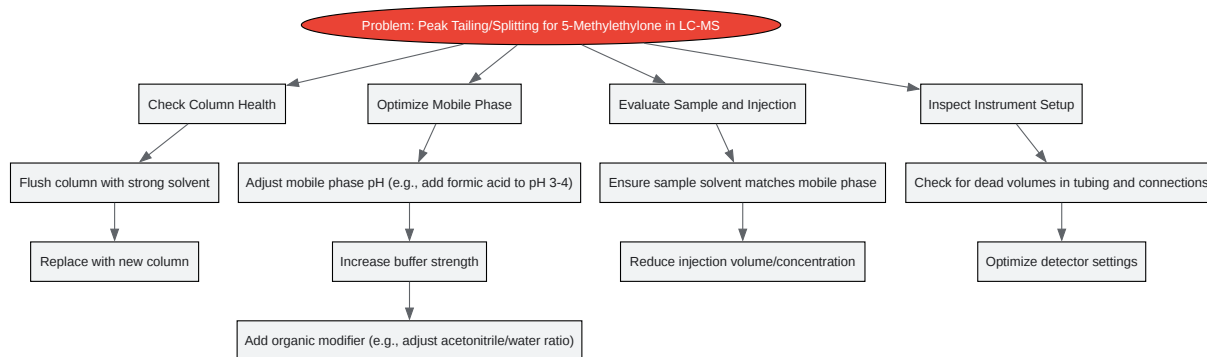 Problem: Peak Tailing/Splitting for 5-Methylethylone in LC-MS
Check Column Health
Optimize Mobile Phase
Evaluate Sample and Injection
Inspect Instrument Setup
Flush column with strong solvent
Adjust mobile phase pH (e.g., add formic acid to pH 3-4)
Ensure sample solvent matches mobile phase
Check for dead volumes in tubing and connections
Replace with new column
Increase buffer strength
Reduce injection volume/concentration
Optimize detector settings
Add organic modifier (e.g., adjust acetonitrile/water ratio)